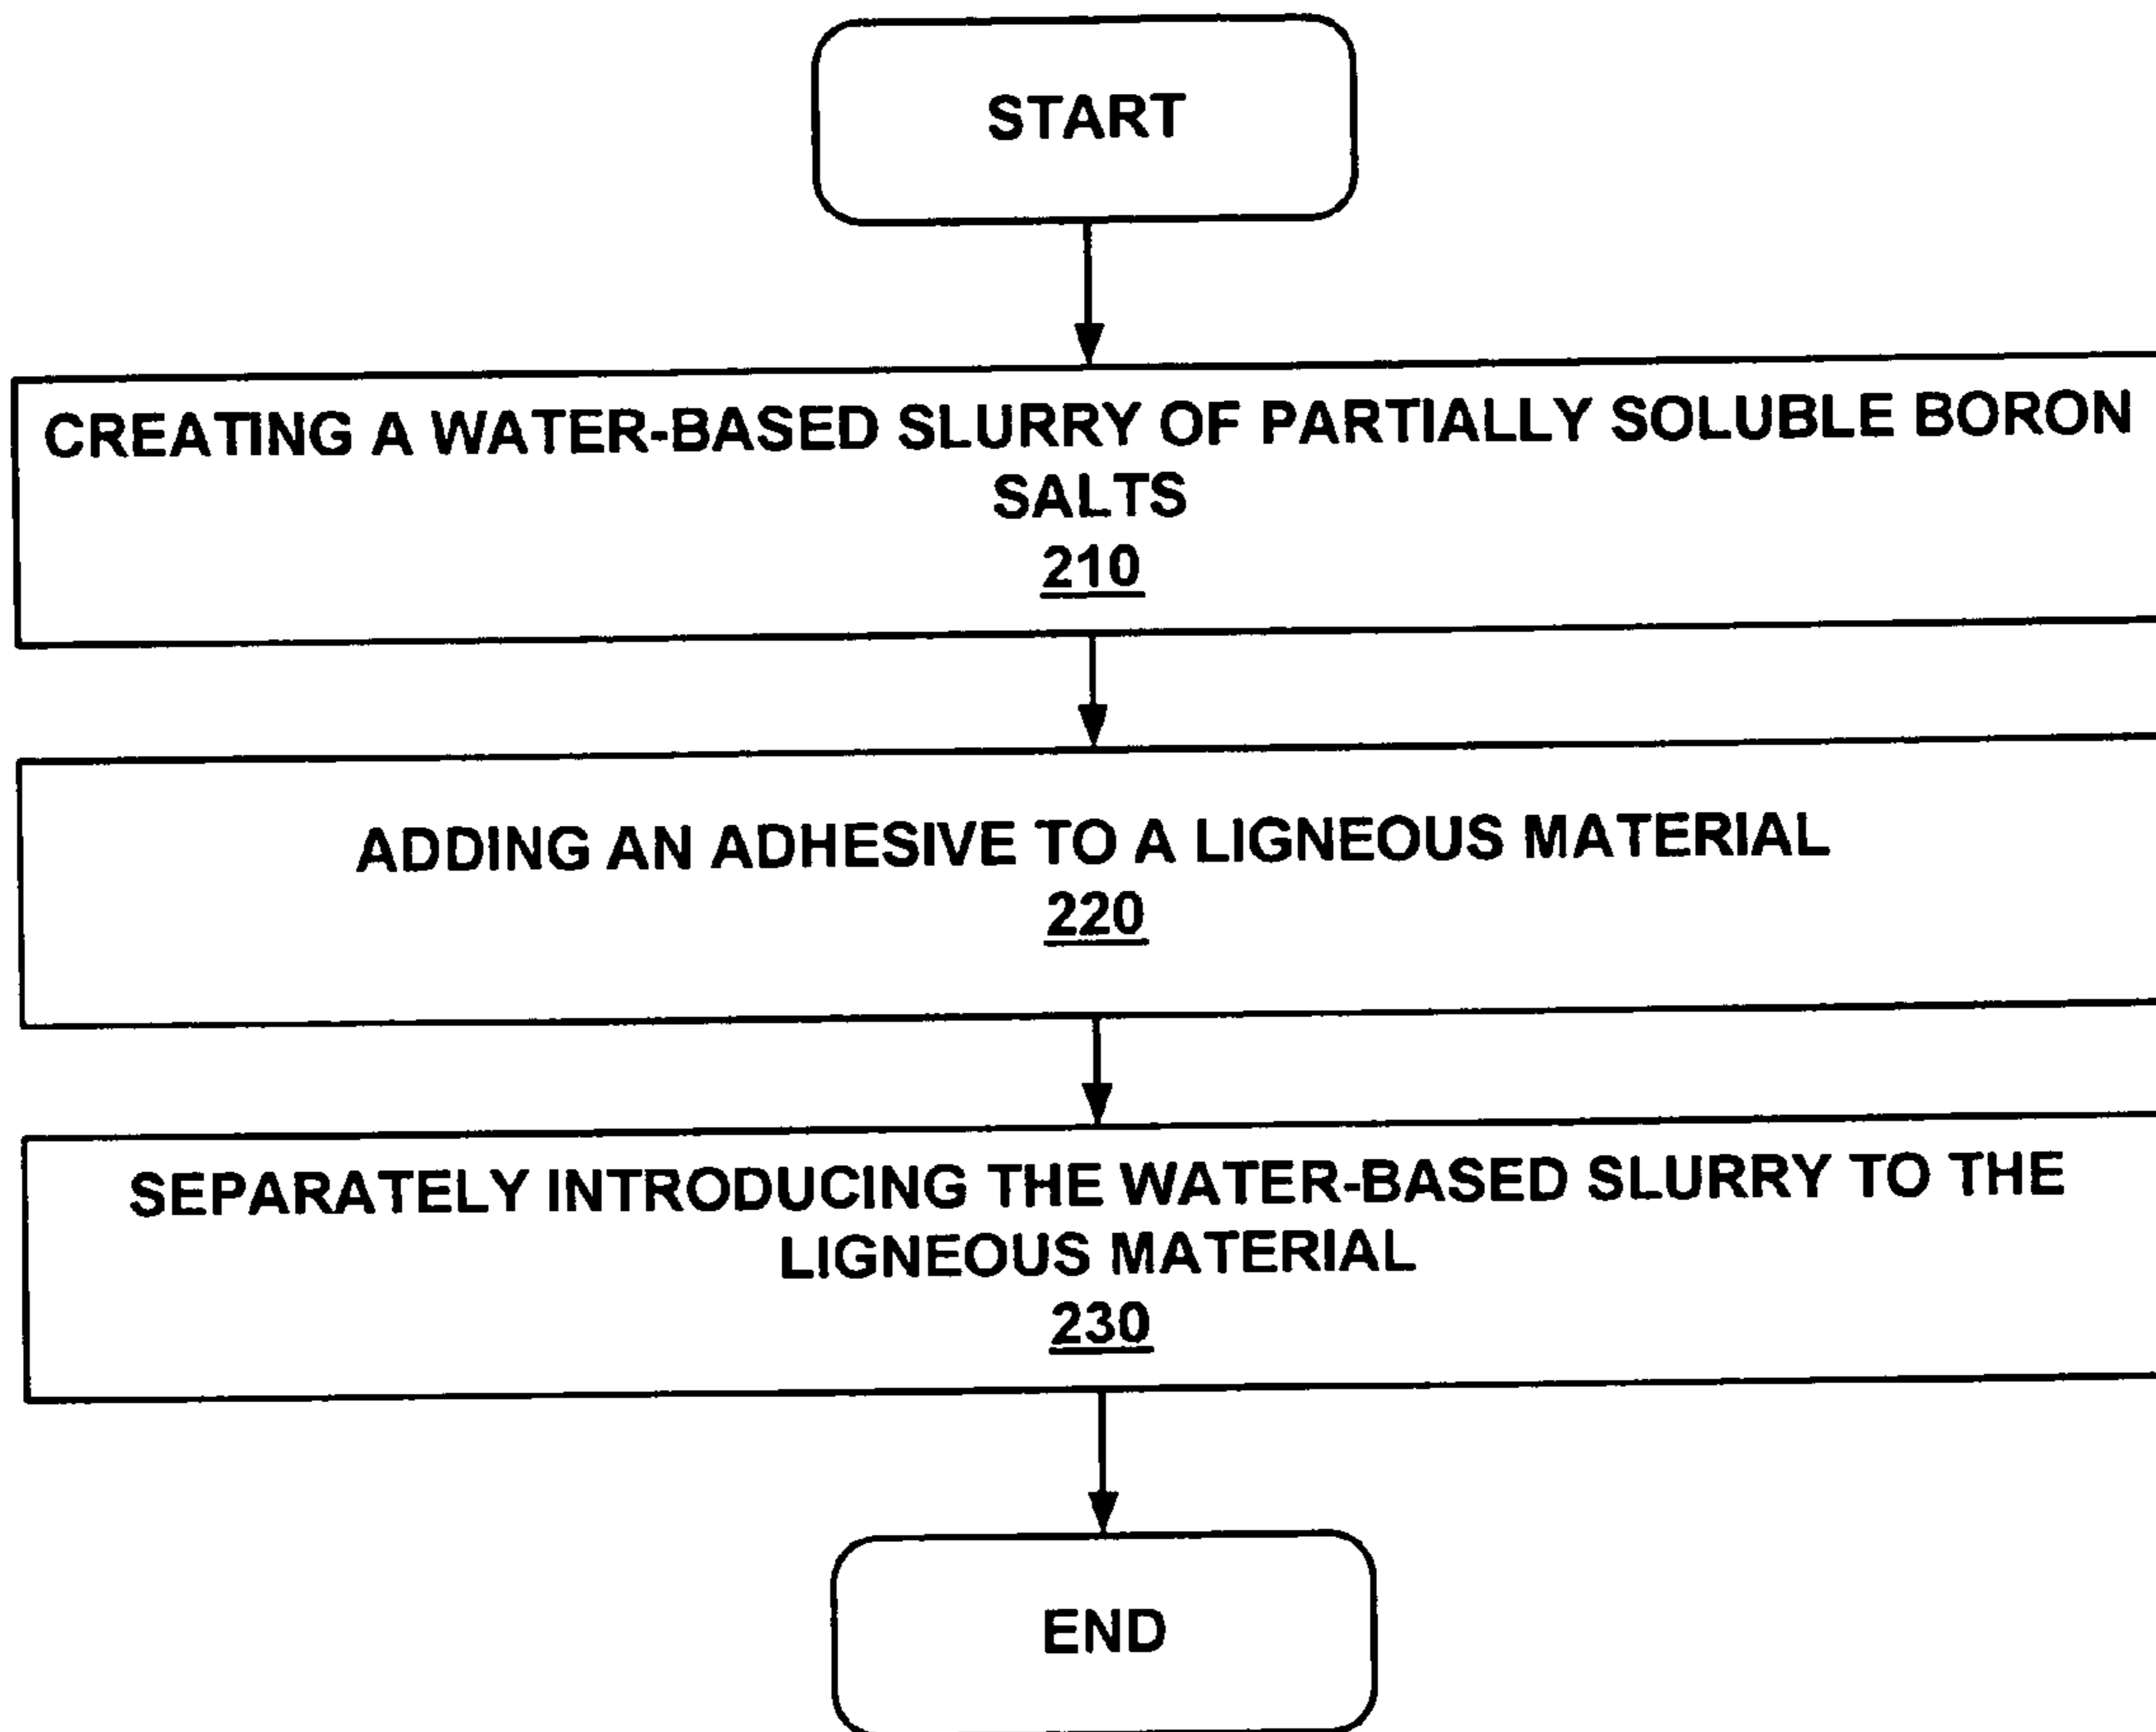 START
CREATING A WATER-BASED SLURRY OF PARTIALLY SOLUBLE BORON
SALTS
210
ADDING AN ADHESIVE TO A LIGNEOUS MATERIAL
220
SEPARATELY INTRODUCING THE WATER-BASED SLURRY TO THE
LIGNEOUS MATERIAL
230
END